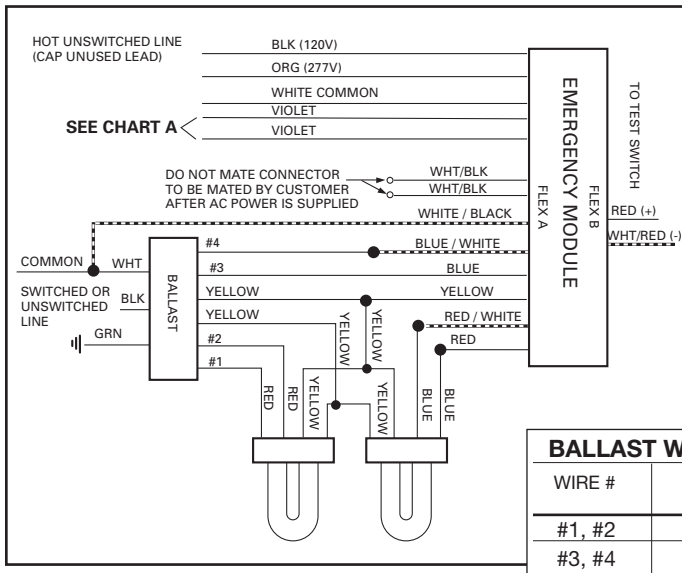 HOT UNSWITCHED LINE
(CAP UNUSED LEAD)
BLK (120V)
ORG (277V)
WHITE COMMON
VIOLET
SEE CHART A
VIOLET
DO NOT MATE CONNECTOR
TO BE MATED BY CUSTOMER
AFTER AC POWER IS SUPPLIED
WHT/BLK
WHT/BLK
WHITE / BLACK
EMERGENCY MODULE
FLEX A
FLEX B
TO TEST SWITCH
RED (+)
WHT/RED (-)
COMMON
WHT
SWITCHED OR
UNSWITCHED
LINE
BLK
GRN
BALLAST
#4
BLUE / WHITE
#3
BLUE
YELLOW
YELLOW
YELLOW
RED / WHITE
RED
#2
#1
YELLOW
YELLOW
RED
RED
YELLOW
YELLOW
BLUE
BLUE
BALLAST W
WIRE #
#1, #2
#3, #4